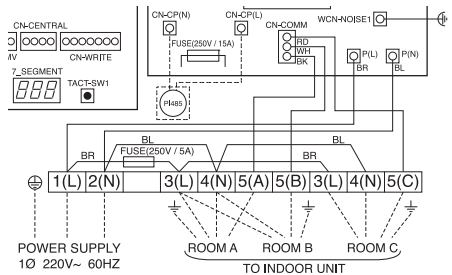 CN-CP(N)
CN-CP(L)
CN-COMM
WCN-NOISE1
CN-CENTRAL
FUSE(250V / 15A)
RD
WH
BK
P(L)
P(N)
MV
CN-WRITE
BR
BL
7_SEGMENT
TACT-SW1
PI485
BL
BL
FUSE(250V / 5A)
BR
BR
1(L) 2(N) 3(L) 4(N) 5(A) 5(B) 3(L) 4(N) 5(C)
POWER SUPPLY
1Ø 220V~ 60HZ
ROOM A ROOM B ROOM C
TO INDOOR UNIT